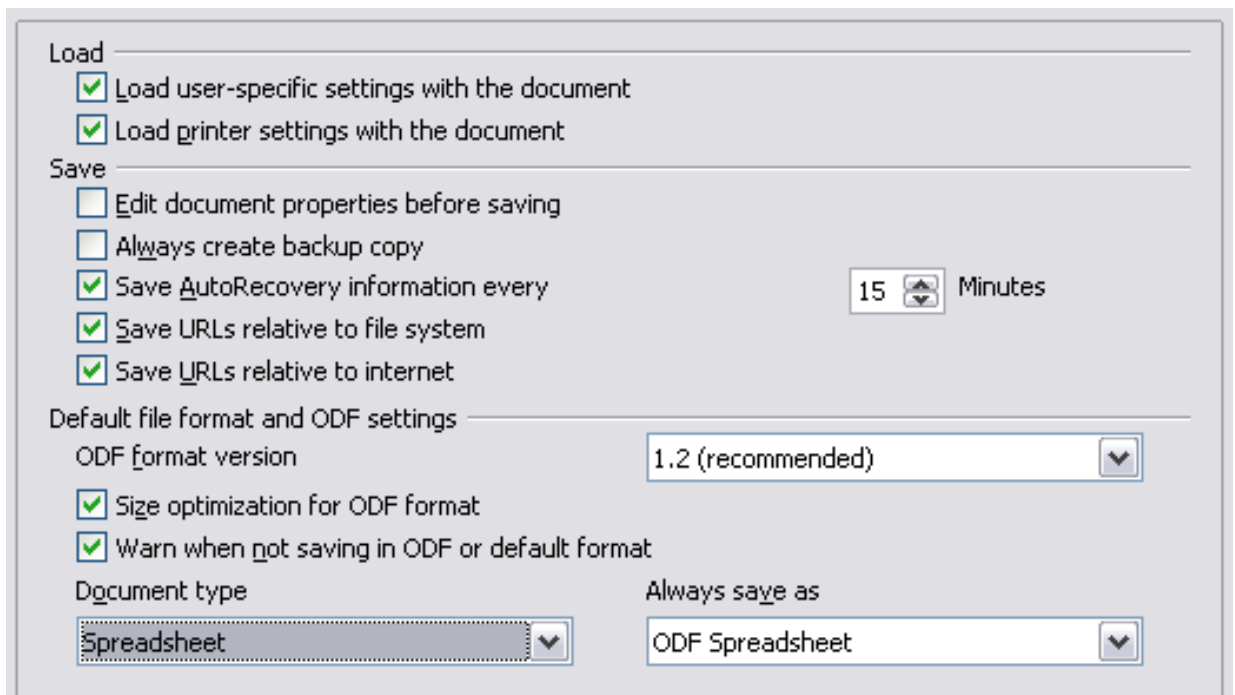 Load
Load user-specific settings with the document
Load printer settings with the document
Save
Edit document properties before saving
Always create backup copy
Save AutoRecovery information every 15 Minutes
Save URLs relative to file system
Save URLs relative to internet
Default file format and ODF settings
ODF format version 1.2 (recommended)
Size optimization for ODF format
Warn when not saving in ODF or default format
Document type Always save as
Spreadsheet ODF Spreadsheet